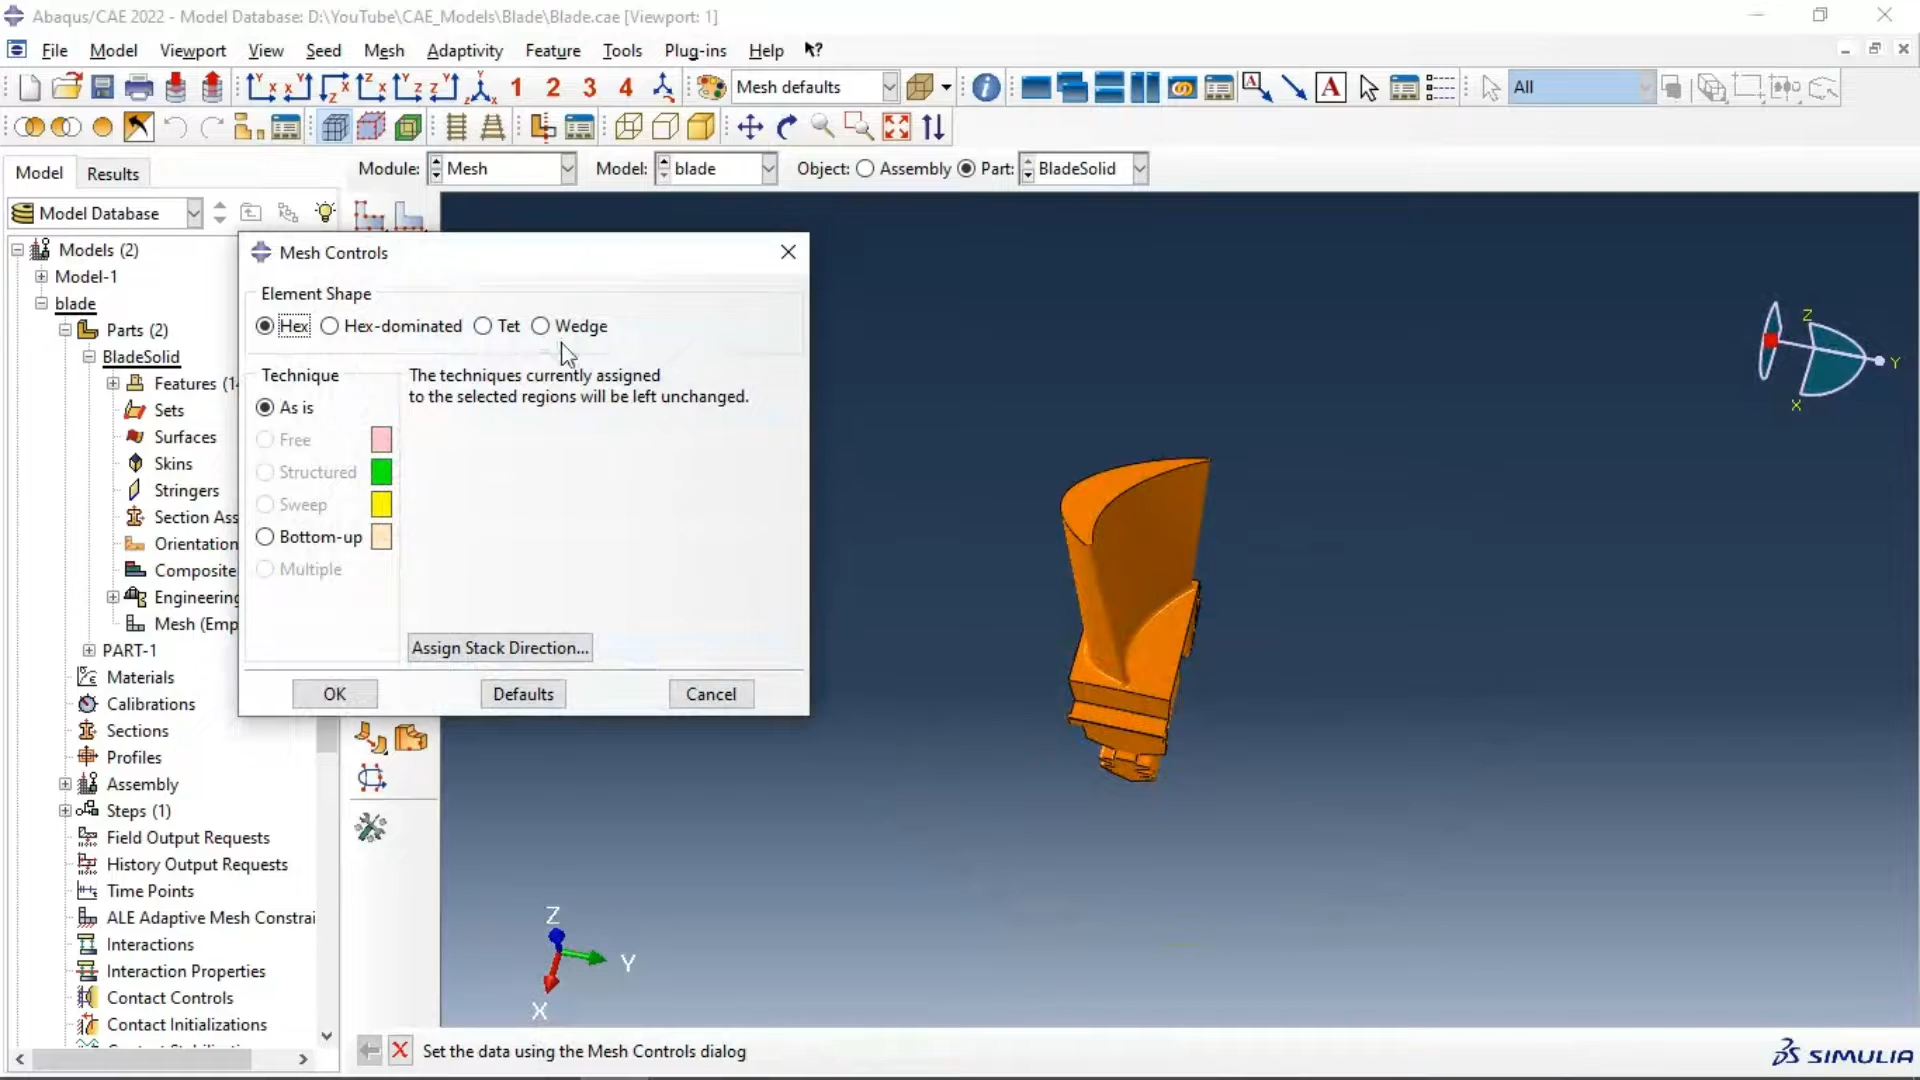 Abaqus/CAE 2022 - Model Database: D:\YouTube\CAE_Models\Blade\Blade.cae [Viewport: 1]
File Model Viewport View Seed Mesh Adaptivity Feature Tools Plug-ins Help
1 2 3 4 Mesh defaults A All
Model Results
Module: Mesh Model: blade Object: Assembly Part: BladeSolid
Model Database
Models (2)
Model-1
blade
Parts (2)
BladeSolid
Features (1
Sets
Surfaces
Skins
Stringers
Section Ass
Orientation
Composite
Engineering
Mesh (Emp
PART-1
Materials
Calibrations
Sections
Profiles
Assembly
Steps (1)
Field Output Requests
History Output Requests
Time Points
ALE Adaptive Mesh Constrai
Interactions
Interaction Properties
Contact Controls
Contact Initializations
Mesh Controls
Element Shape
Hex Hex-dominated Tet Wedge
Technique
As is
Free
Structured
Sweep
Bottom-up
Multiple
The techniques currently assigned
to the selected regions will be left unchanged.
Assign Stack Direction...
OK Defaults Cancel
Z
Y
X
Z
Y
X
Set the data using the Mesh Controls dialog
SIMULIA